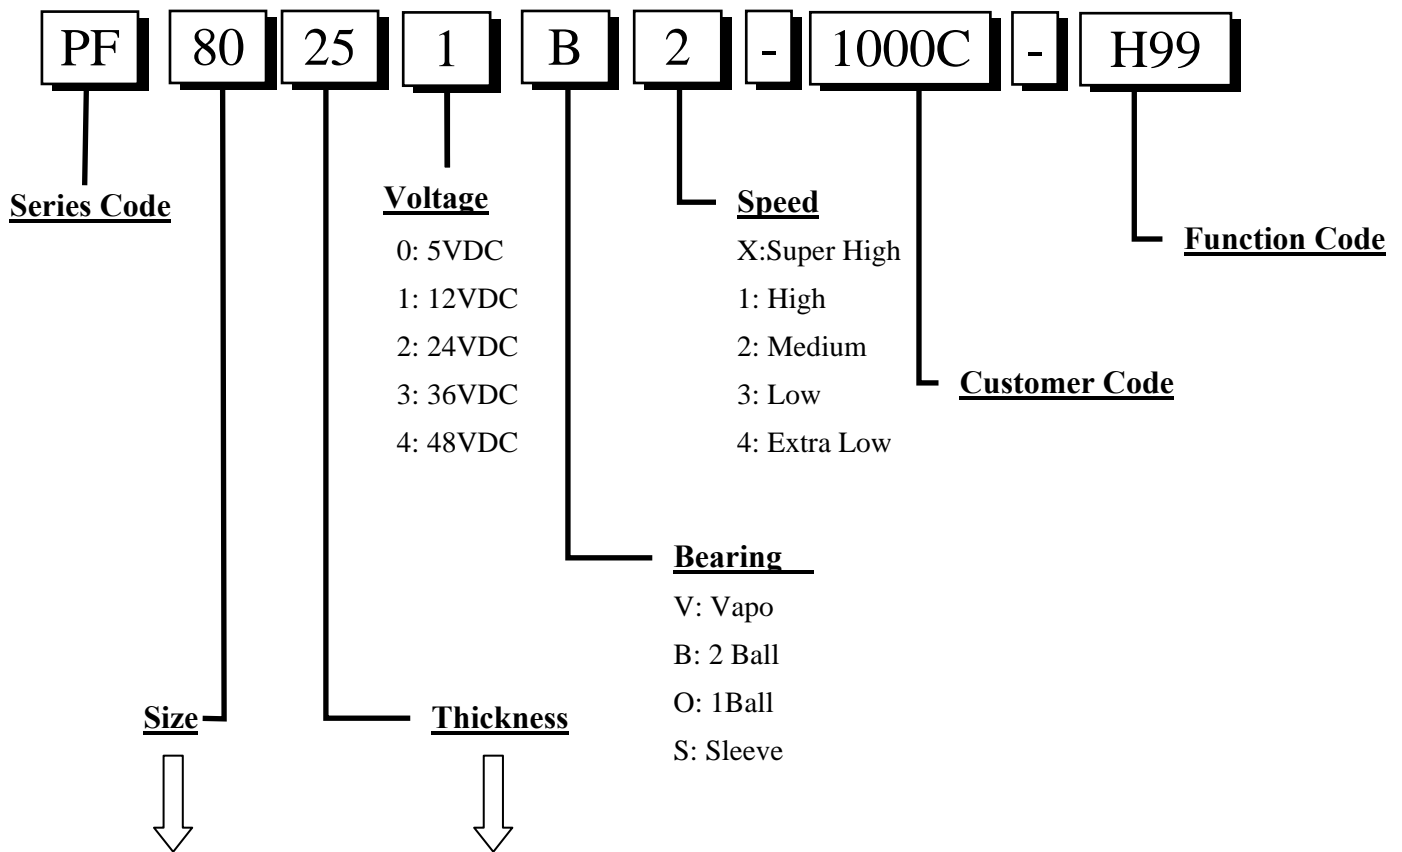 PF 80 25 1 B 2 - 1000C - H99
Series Code
Voltage
0: 5VDC
1: 12VDC
2: 24VDC
3: 36VDC
4: 48VDC
Speed
X:Super High
1: High
2: Medium
3: Low
4: Extra Low
Function Code
Customer Code
Bearing
V: Vapo
B: 2 Ball
O: 1Ball
S: Sleeve
Size
Thickness